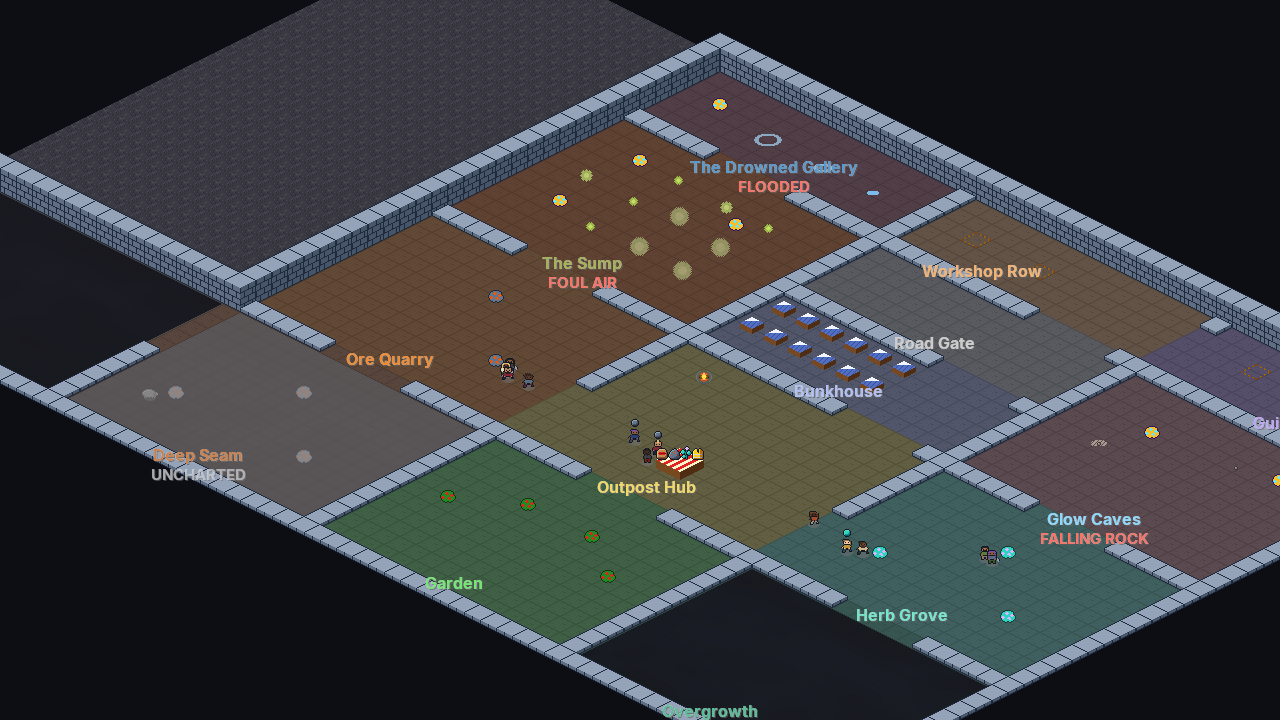 The Drowned Gallery
FLOODED
The Sump
FOUL AIR
Workshop Row
Road Gate
Ore Quarry
Bunkhouse
Deep Seam
UNCHARTED
Outpost Hub
Glow Caves
FALLING ROCK
Garden
Herb Grove
Overgrowth